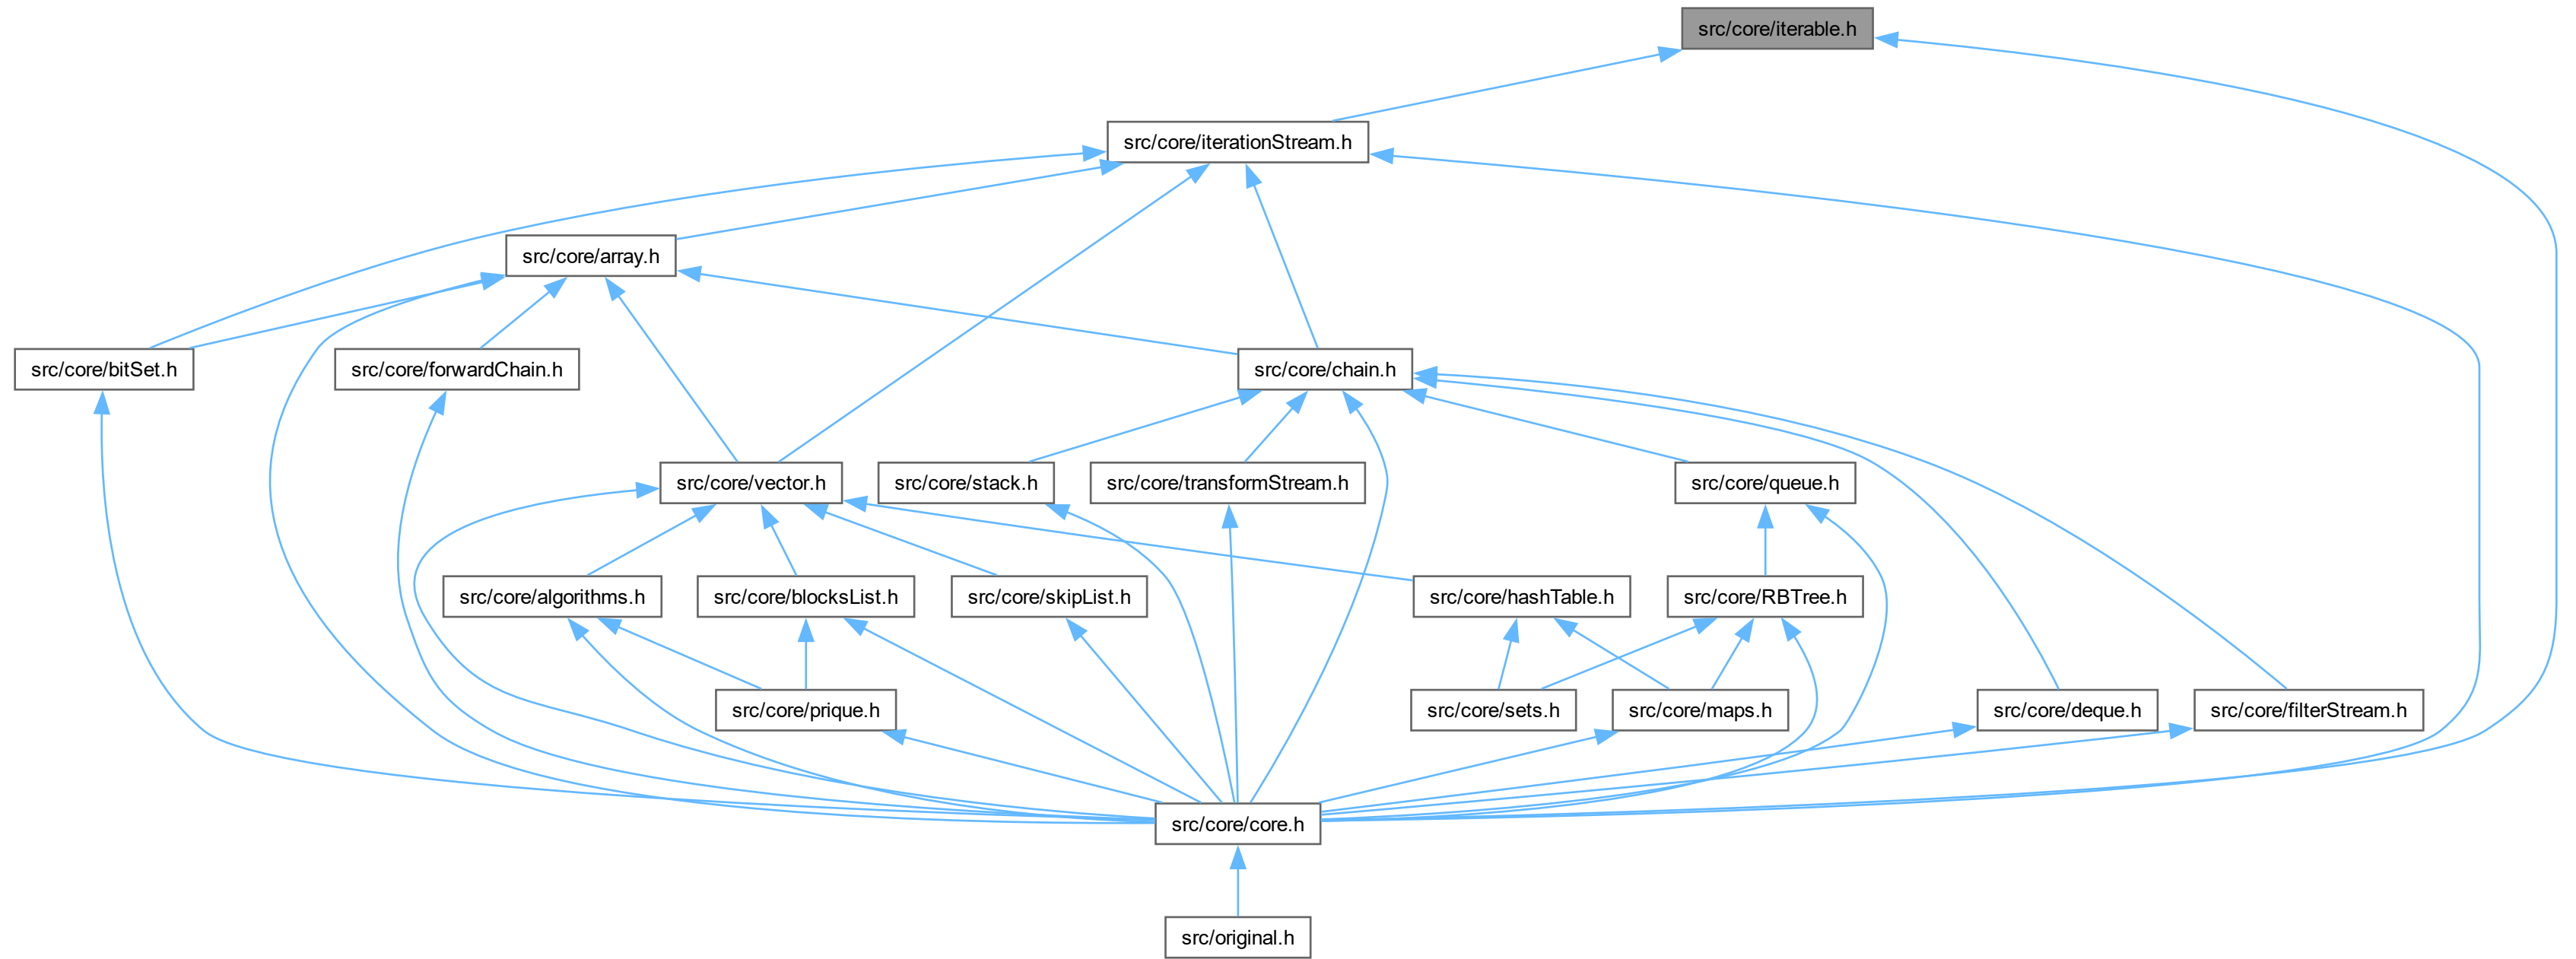 src/core/iterable.h
src/core/iterationStream.h
src/core/array.h
src/core/bitSet.h
src/core/forwardChain.h
src/core/chain.h
src/core/vector.h
src/core/stack.h
src/core/transformStream.h
src/core/queue.h
src/core/algorithms.h
src/core/blocksList.h
src/core/skipList.h
src/core/hashTable.h
src/core/RBTree.h
src/core/prique.h
src/core/sets.h
src/core/maps.h
src/core/deque.h
src/core/filterStream.h
src/core/core.h
src/original.h